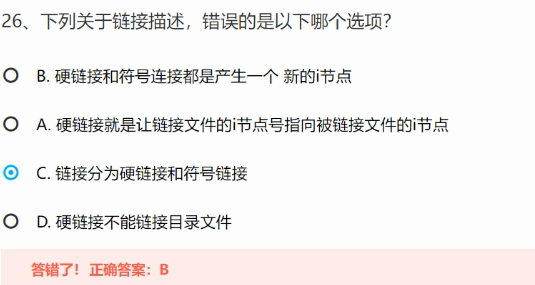 26、下列关于链接描述，错误的是以下哪个选项？
B. 硬链接和符号连接都是产生一个 新的i节点
A. 硬链接就是让链接文件的i节点号指向被链接文件的i节点
C. 链接分为硬链接和符号链接
D. 硬链接不能链接目录文件
答错了！ 正确答案：B